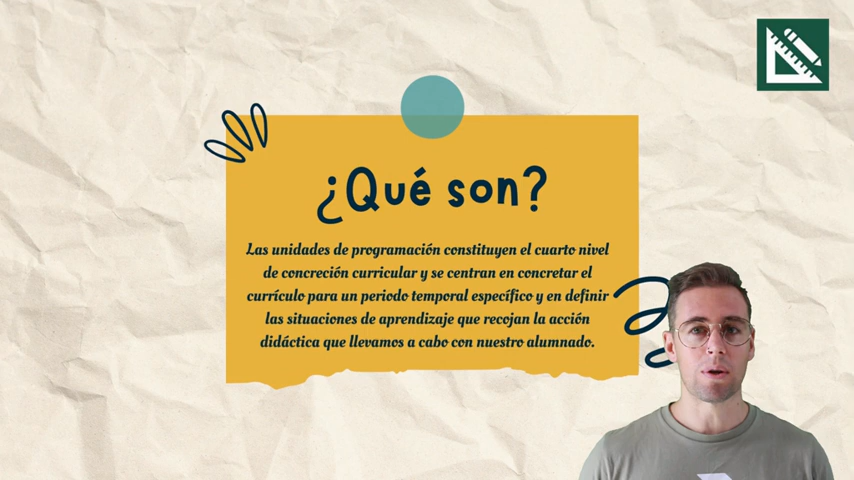 ¿Qué son?
Las unidades de programación constituyen el cuarto nivel
de concreción curricular y se centran en concretar el
currículo para un periodo temporal específico y en definir
las situaciones de aprendizaje que recojan la acción
didáctica que llevamos a cabo con nuestro alumnado.